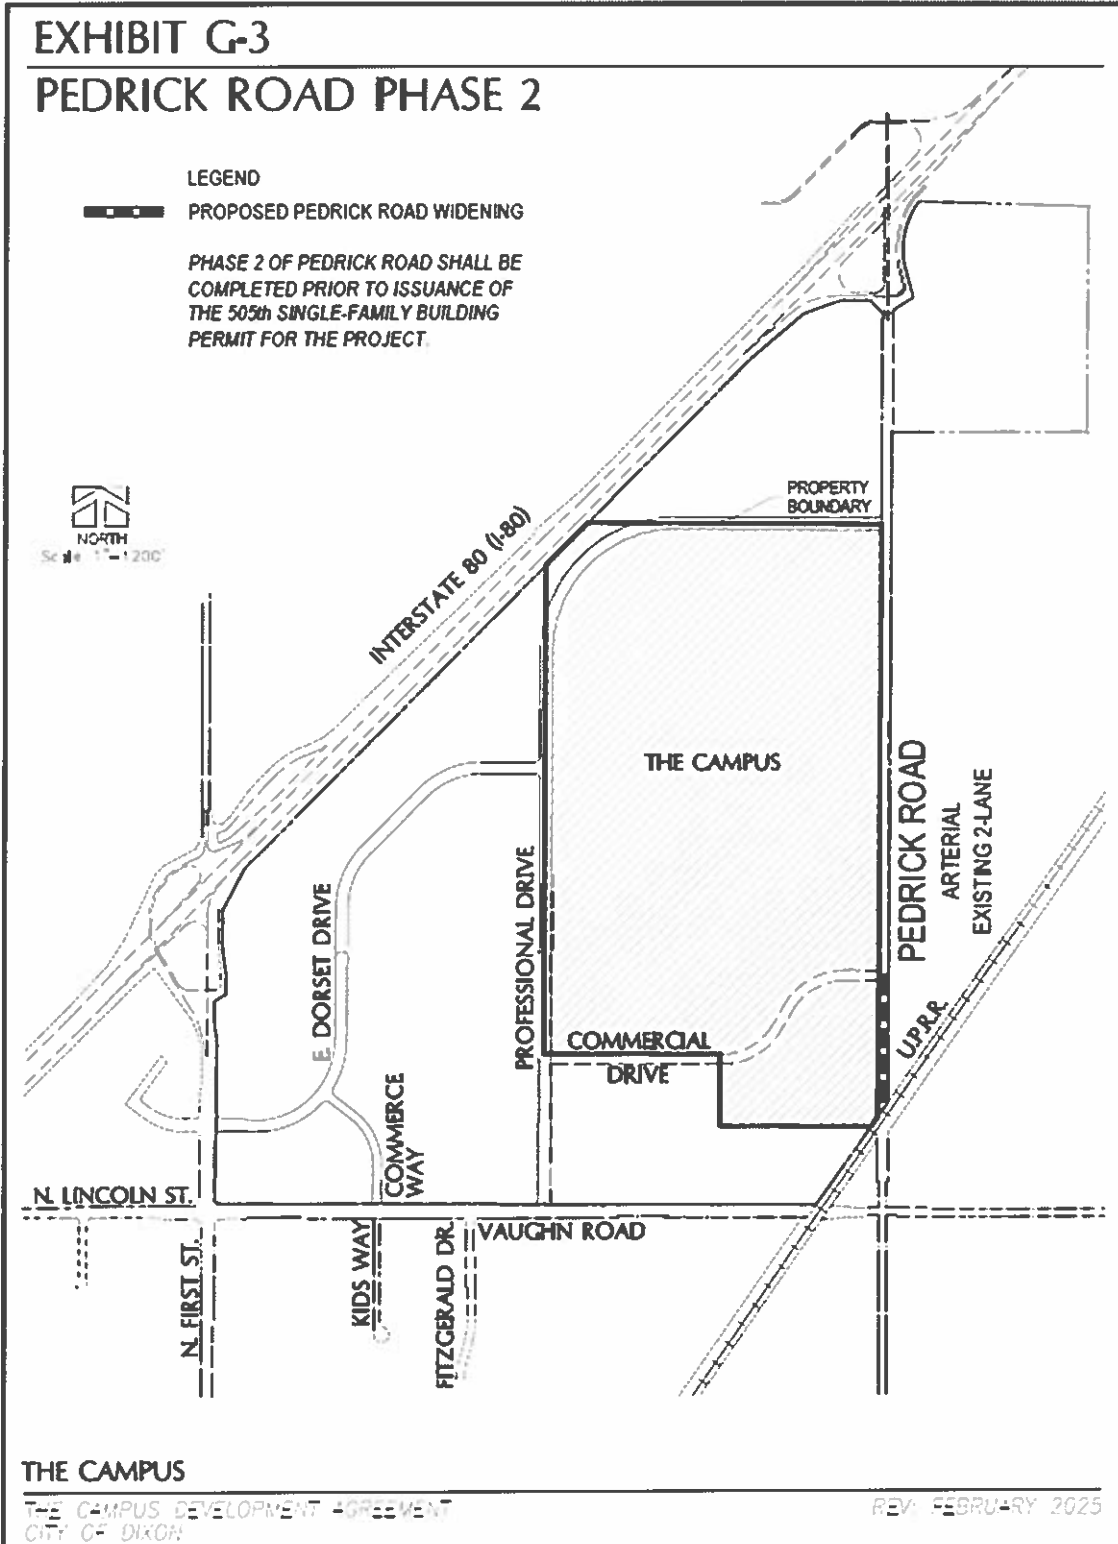 EXHIBIT G-3
PEDRICK ROAD PHASE 2
LEGEND
PROPOSED PEDRICK ROAD WIDENING
PHASE 2 OF PEDRICK ROAD SHALL BE
COMPLETED PRIOR TO ISSUANCE OF
THE 505th SINGLE-FAMILY BUILDING
PERMIT FOR THE PROJECT.
PROPERTY
BOUNDARY
NORTH
Scale 1"=1200'
INTERSTATE 80 (I-80)
THE CAMPUS
PEDRICK ROAD
ARTERIAL
EXISTING 2-LANE
E. DORSET DRIVE
PROFESSIONAL DRIVE
COMMERCIAL
DRIVE
U.P.R.R.
COMMERCE
WAY
N. LINCOLN ST.
VAUGHN ROAD
N. FIRST ST.
KIDS WAY
FITZGERALD DR.
THE CAMPUS
THE CAMPUS DEVELOPMENT AGREEMENT
CITY OF DIXON
REV: FEBRUARY 2025